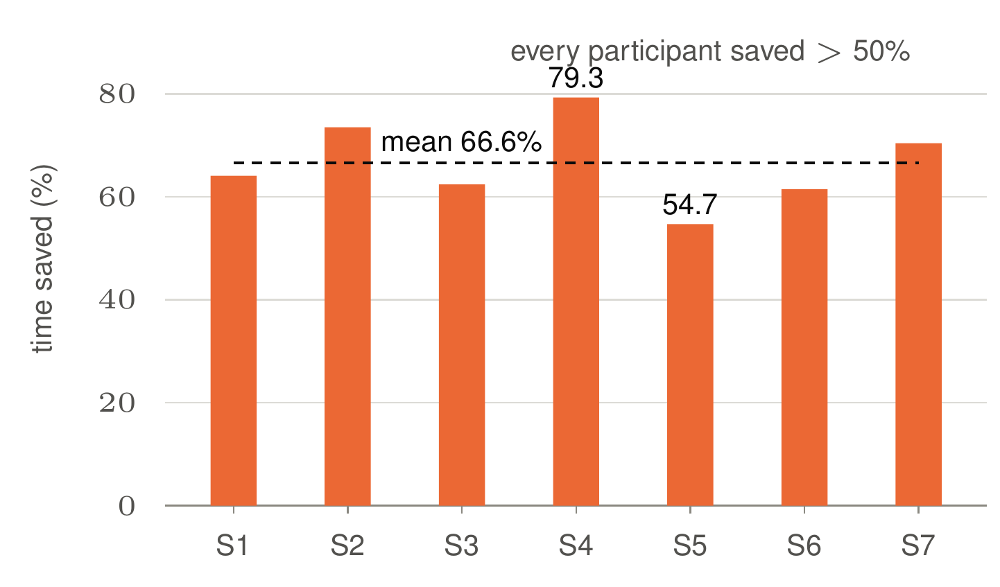 every participant saved > 50%
79.3
80
mean 66.6%
60
54.7
time saved (%)
40
20
0
S1 S2 S3 S4 S5 S6 S7